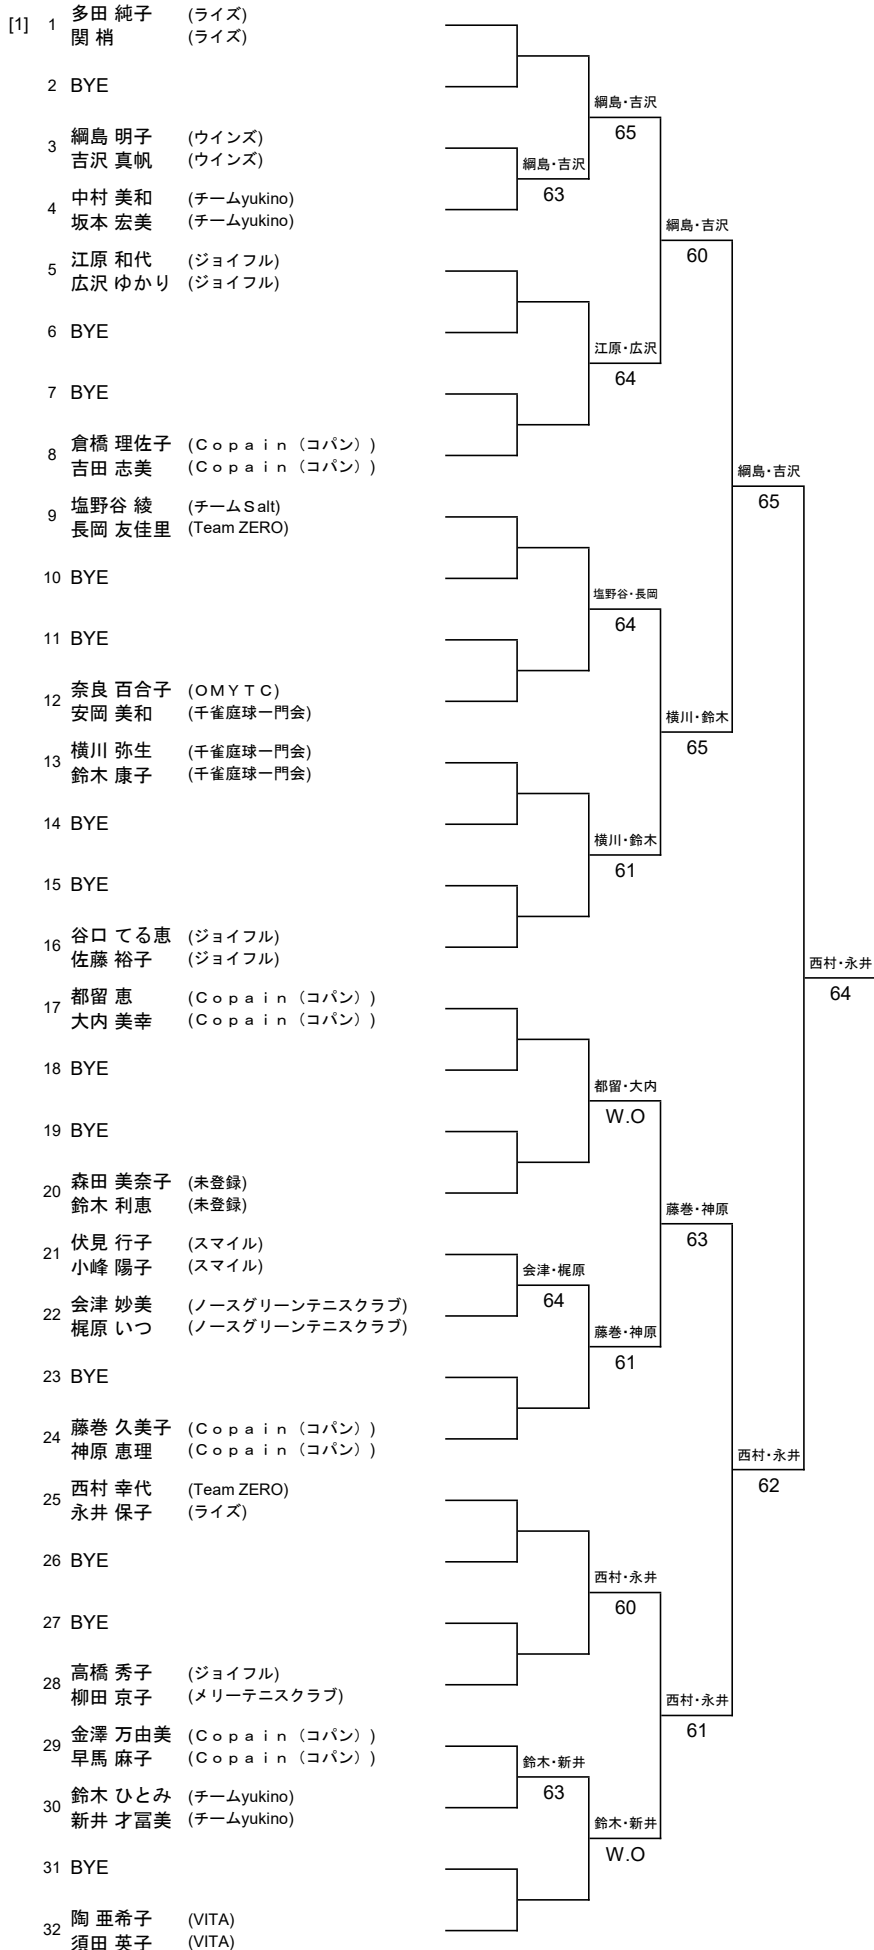 [1] 1 多田 純子 (ライズ)
関 梢 (ライズ)
2 BYE
綱島・吉沢
65
3 綱島 明子 (ウインズ)
吉沢 真帆 (ウインズ)
綱島・吉沢
63
4 中村 美和 (チームyukino)
坂本 宏美 (チームyukino)
綱島・吉沢
60
5 江原 和代 (ジョイフル)
広沢 ゆかり (ジョイフル)
6 BYE
江原・広沢
64
7 BYE
8 倉橋 理佐子 (Ｃｏｐａｉｎ（コパン）)
吉田 志美 (Ｃｏｐａｉｎ（コパン）)
綱島・吉沢
65
9 塩野谷 綾 (チームＳalt)
長岡 友佳里 (Team ZERO)
10 BYE
塩野谷・長岡
64
11 BYE
12 奈良 百合子 (ＯＭＹＴＣ)
安岡 美和 (千雀庭球一門会)
横川・鈴木
65
13 横川 弥生 (千雀庭球一門会)
鈴木 康子 (千雀庭球一門会)
14 BYE
横川・鈴木
61
15 BYE
16 谷口 てる恵 (ジョイフル)
佐藤 裕子 (ジョイフル)
西村・永井
64
17 都留 恵 (Ｃｏｐａｉｎ（コパン）)
大内 美幸 (Ｃｏｐａｉｎ（コパン）)
18 BYE
都留・大内
W.O
19 BYE
20 森田 美奈子 (未登録)
鈴木 利恵 (未登録)
藤巻・神原
63
21 伏見 行子 (スマイル)
小峰 陽子 (スマイル)
会津・梶原
64
22 会津 妙美 (ノースグリーンテニスクラブ)
梶原 いつ (ノースグリーンテニスクラブ)
藤巻・神原
61
23 BYE
24 藤巻 久美子 (Ｃｏｐａｉｎ（コパン）)
神原 恵理 (Ｃｏｐａｉｎ（コパン）)
西村・永井
62
25 西村 幸代 (Team ZERO)
永井 保子 (ライズ)
26 BYE
西村・永井
60
27 BYE
28 高橋 秀子 (ジョイフル)
柳田 京子 (メリーテニスクラブ)
西村・永井
61
29 金澤 万由美 (Ｃｏｐａｉｎ（コパン）)
早馬 麻子 (Ｃｏｐａｉｎ（コパン）)
鈴木・新井
63
30 鈴木 ひとみ (チームyukino)
新井 才冨美 (チームyukino)
鈴木・新井
W.O
31 BYE
32 陶 亜希子 (VITA)
須田 英子 (VITA)